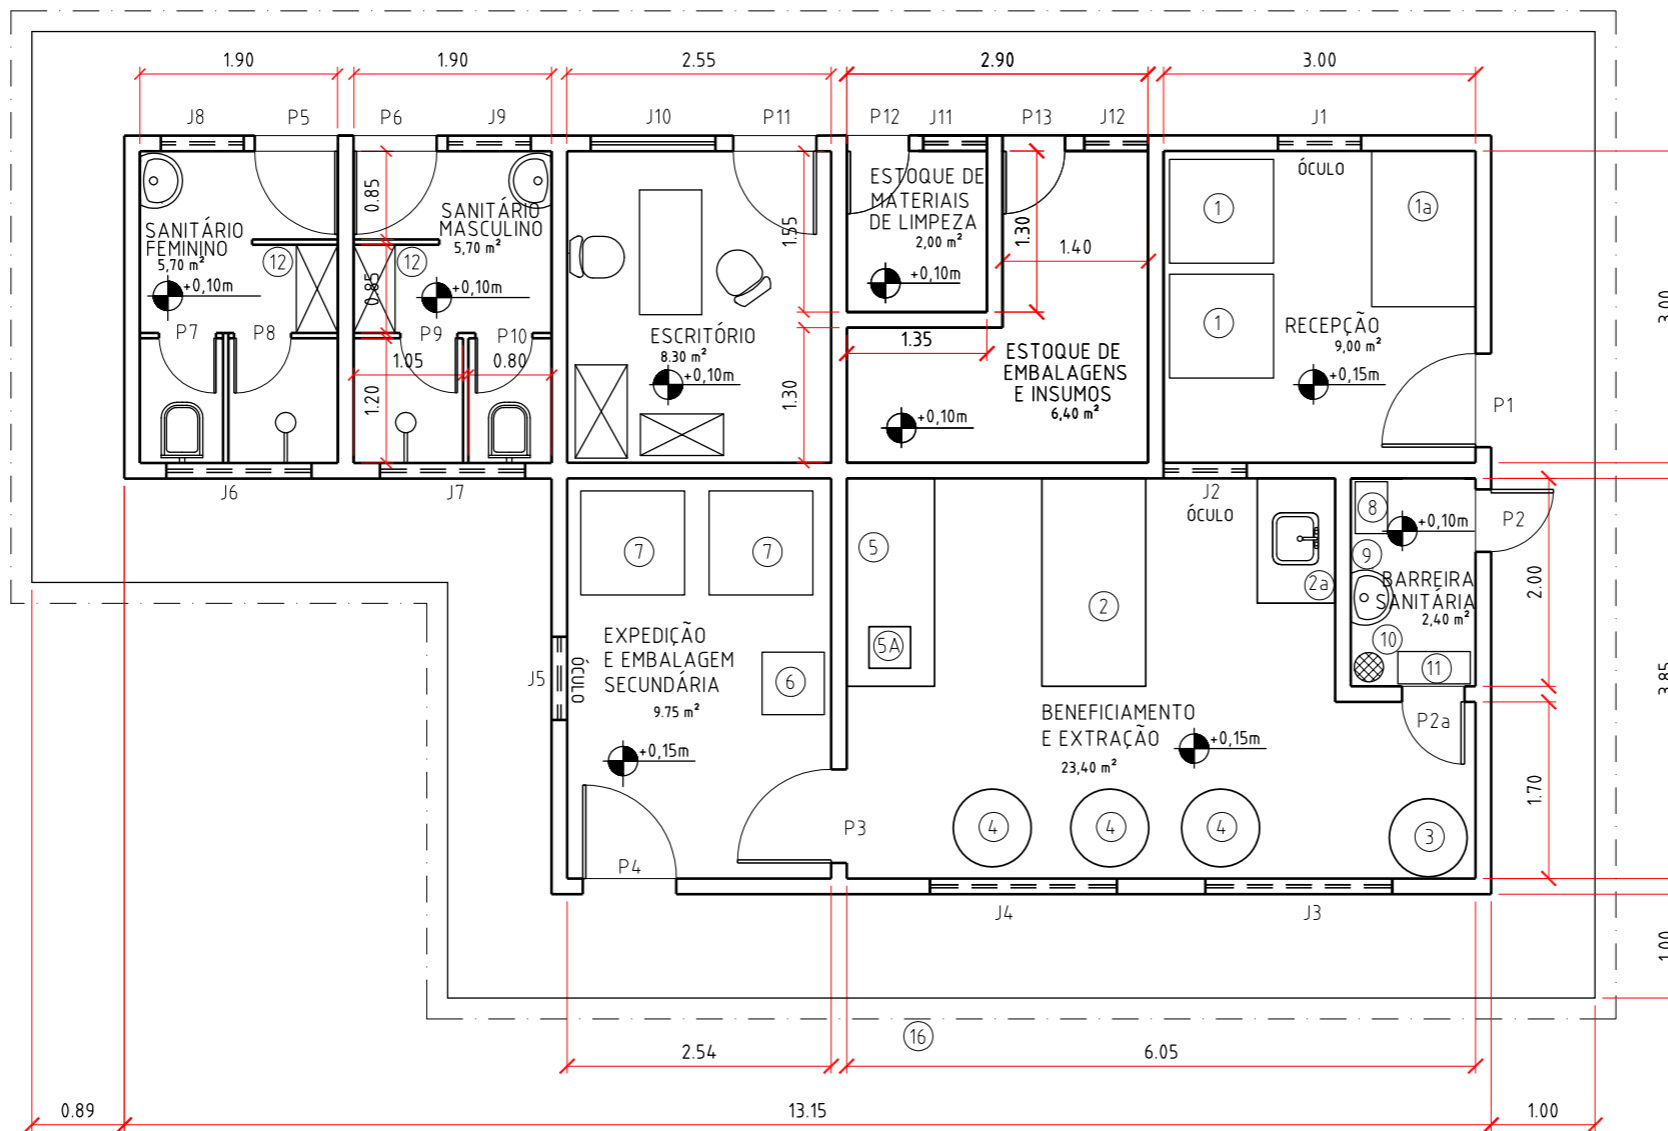 1.90
1.90
2.55
2.90
3.00
J8
P5
P6
J9
J10
P11
P12
J11
P13
J12
J1
ÓCULO
SANITÁRIO
FEMININO
5,70 m²
+0,10m
12
0.85
0.85
SANITÁRIO
MASCULINO
5,70 m²
12
+0,10m
1.55
ESTOQUE DE
MATERIAIS
DE LIMPEZA
2,00 m²
+0,10m
1.30
1.40
1
1a
1
RECEPÇÃO
9,00 m²
+0,15m
3.00
P7
P8
P9
P10
1.05
0.80
1.20
ESCRITÓRIO
8.30 m²
+0,10m
1.30
1.35
ESTOQUE DE
EMBALAGENS
E INSUMOS
6,40 m²
+0,10m
P1
J6
J7
J2
ÓCULO
7
7
5
5A
2
2a
8
+0,10m
P2
9
BARREIRA
SANITÁRIA
2,40 m²
10
11
2.00
3.85
J5
ÓCULO
EXPEDIÇÃO
E EMBALAGEM
SECUNDÁRIA
9.75 m²
6
+0,15m
BENEFICIAMENTO
E EXTRAÇÃO
23,40 m²
+0,15m
P2a
1.70
P4
P3
4
4
4
3
J4
J3
1.00
16
2.54
6.05
0.89
13.15
1.00